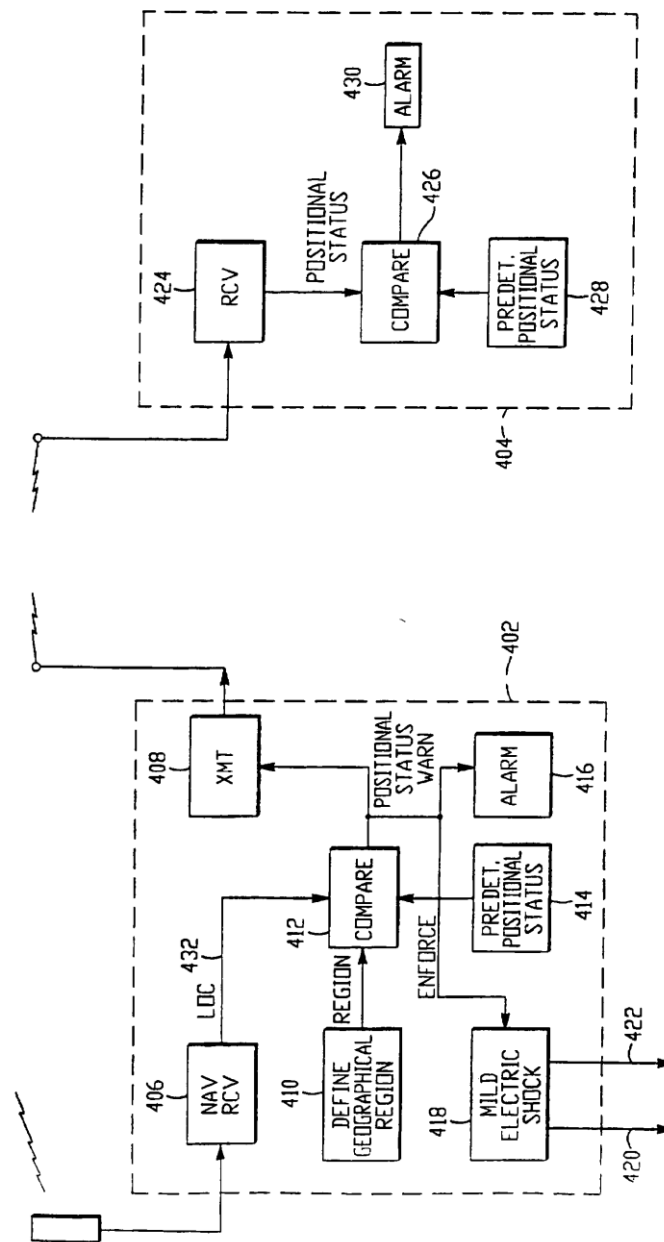 406
NAV
RCV
LOC
432
408
XMT
410
DEFINE
GEOGRAPHICAL
REGION
REGION
412
COMPARE
POSITIONAL
STATUS
WARN
402
418
MILD
ELECTRIC
SHOCK
ENFORCE
PREDET.
POSITIONAL
STATUS
414
ALARM
416
420
422
424
RCV
POSITIONAL
STATUS
COMPARE
426
430
ALARM
PREDET.
POSITIONAL
STATUS
428
404